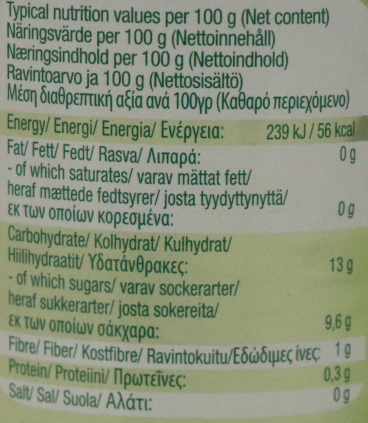 Typical nutrition values per 100 g (Net content)
Näringsvärde per 100 g (Nettoinnehåll)
Næringsindhold per 100 g (Nettoindhold)
Ravintoarvo ja 100 g (Nettosisältö)
Μέση διαθρεπτική αξία ανά 100γρ (Καθαρό περιεχόμενο)
Energy/ Energi/ Energia/ Ενέργεια: 239 kJ / 56 kcal
Fat/ Fett/ Fedt/ Rasva/ Λιπαρά: 0 g
- of which saturates/ varav mättat fett/
heraf mættede fedtsyrer/ josta tyydyttynyttä/
εκ των οποίων κορεσμένα: 0 g
Carbohydrate/ Kolhydrat/ Kulhydrat/
Hiilihydraatit/ Υδατάνθρακες: 13 g
- of which sugars/ varav sockerarter/
heraf sukkerarter/ josta sokereita/
εκ των οποίων σάκχαρα: 9,6 g
Fibre/ Fiber/ Kostfibre/ Ravintokuitu/Εδώδιμες ίνες: 1 g
Protein/ Proteiini/ Πρωτεΐνες: 0,3 g
Salt/ Sal/ Suola/ Αλάτι: 0 g